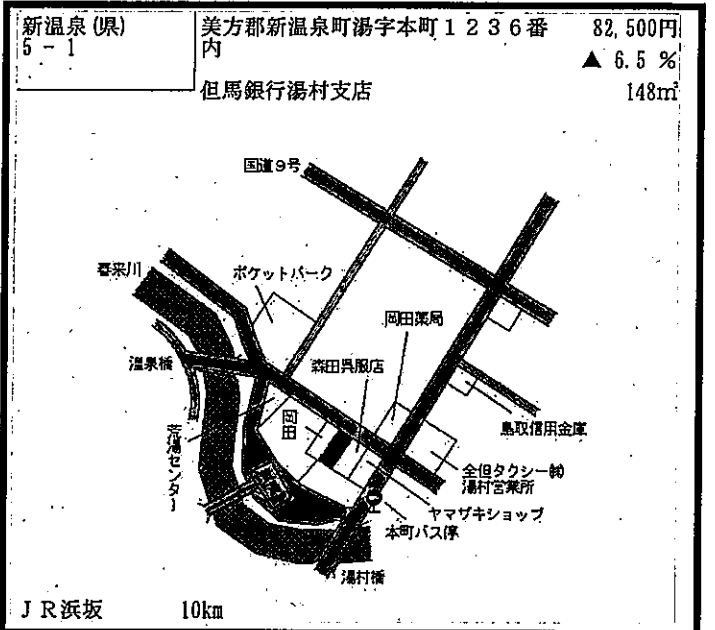 新温泉(県)
5 - 1
美方郡新温泉町湯字本町1236番
内
82,500円
▲ 6.5 %
但馬銀行湯村支店
148㎡
国道9号
春来川
ポケットパーク
岡田薬局
温泉橋
森田呉服店
鳥取信用金庫
岡田
荒湯センター
全但タクシー㈱
湯村営業所
ヤマザキショップ
本町バス停
湯村橋
JR浜坂
10km